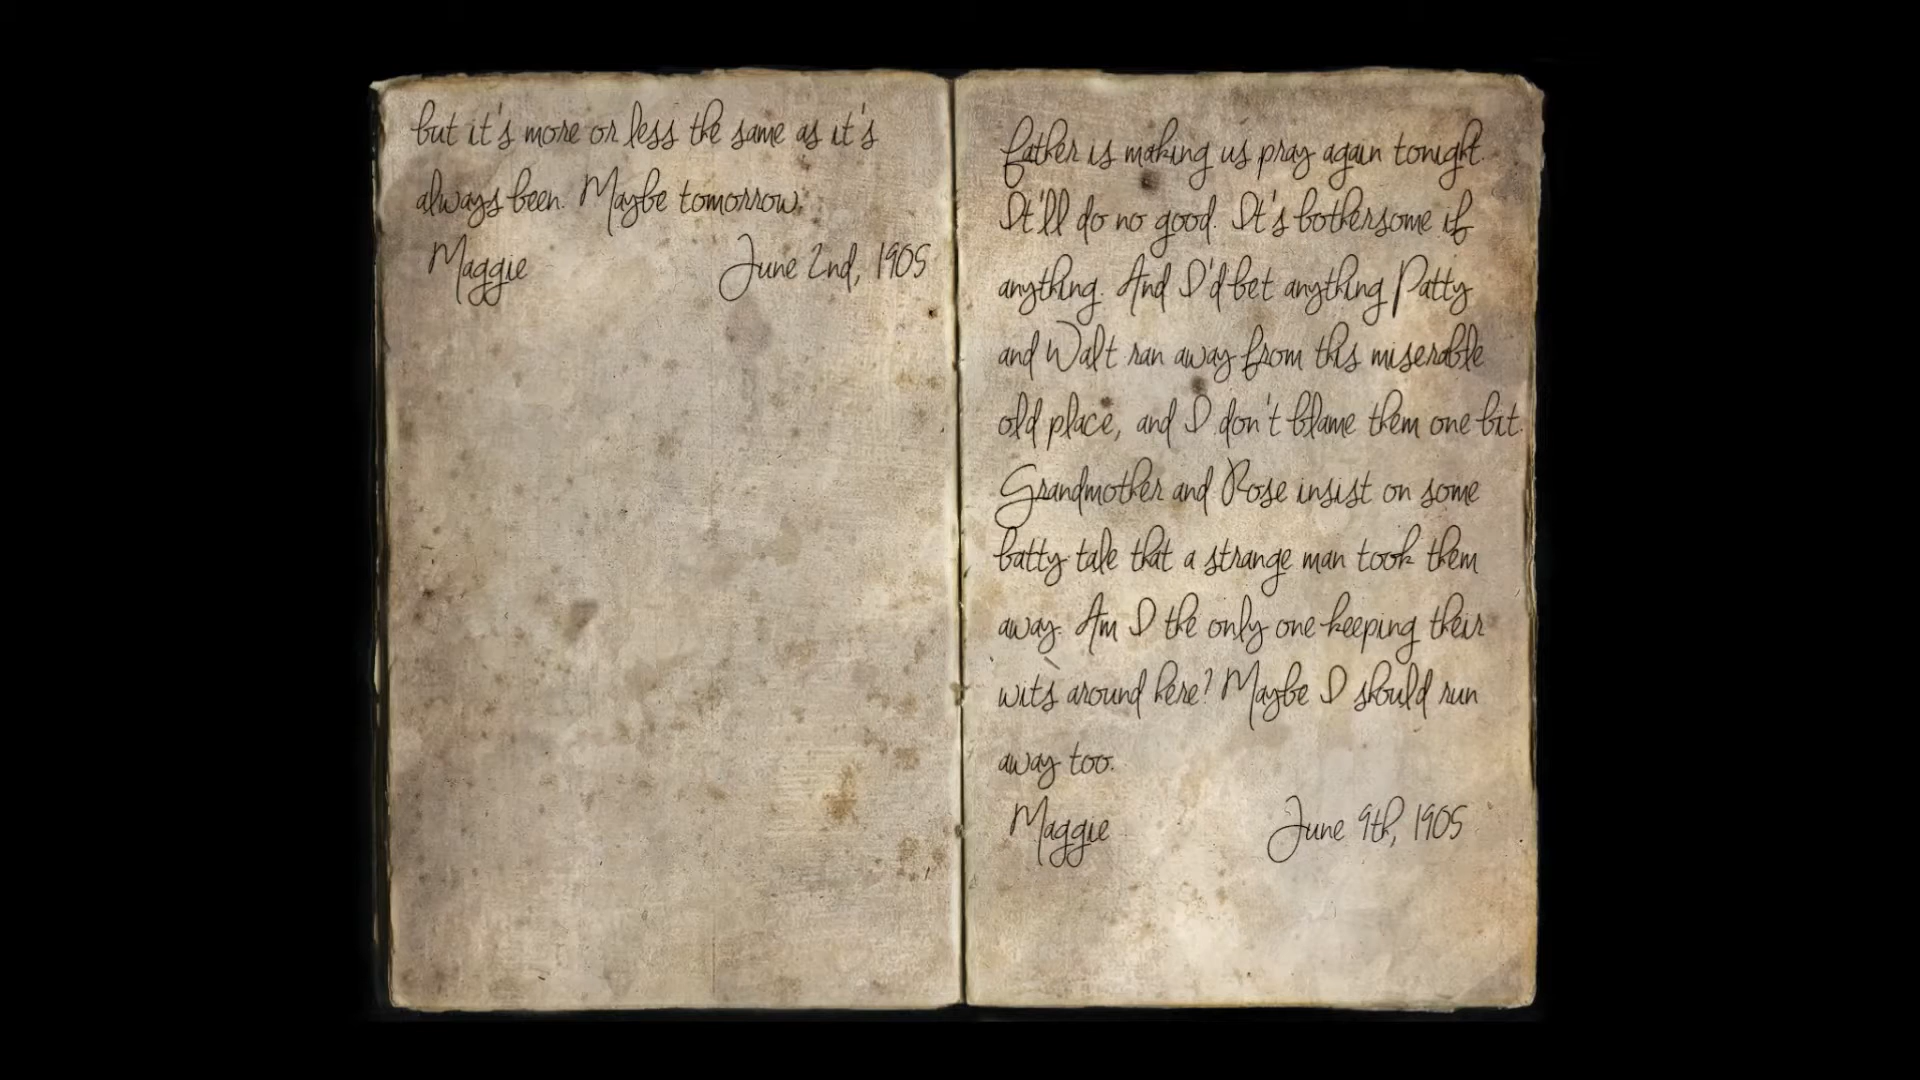 but it's more or less the same as it's
always been. Maybe tomorrow.
Maggie June 2nd, 1905
Father is making us pray again tonight.
It'll do no good. It's bothersome if
anything. And I'd bet anything Patty
and Walt ran away from this miserable
old place, and I don't blame them one bit.
Grandmother and Rose insist on some
batty tale that a strange man took them
away. Am I the only one keeping their
wits around here? Maybe I should run
away too.
Maggie June 9th, 1905